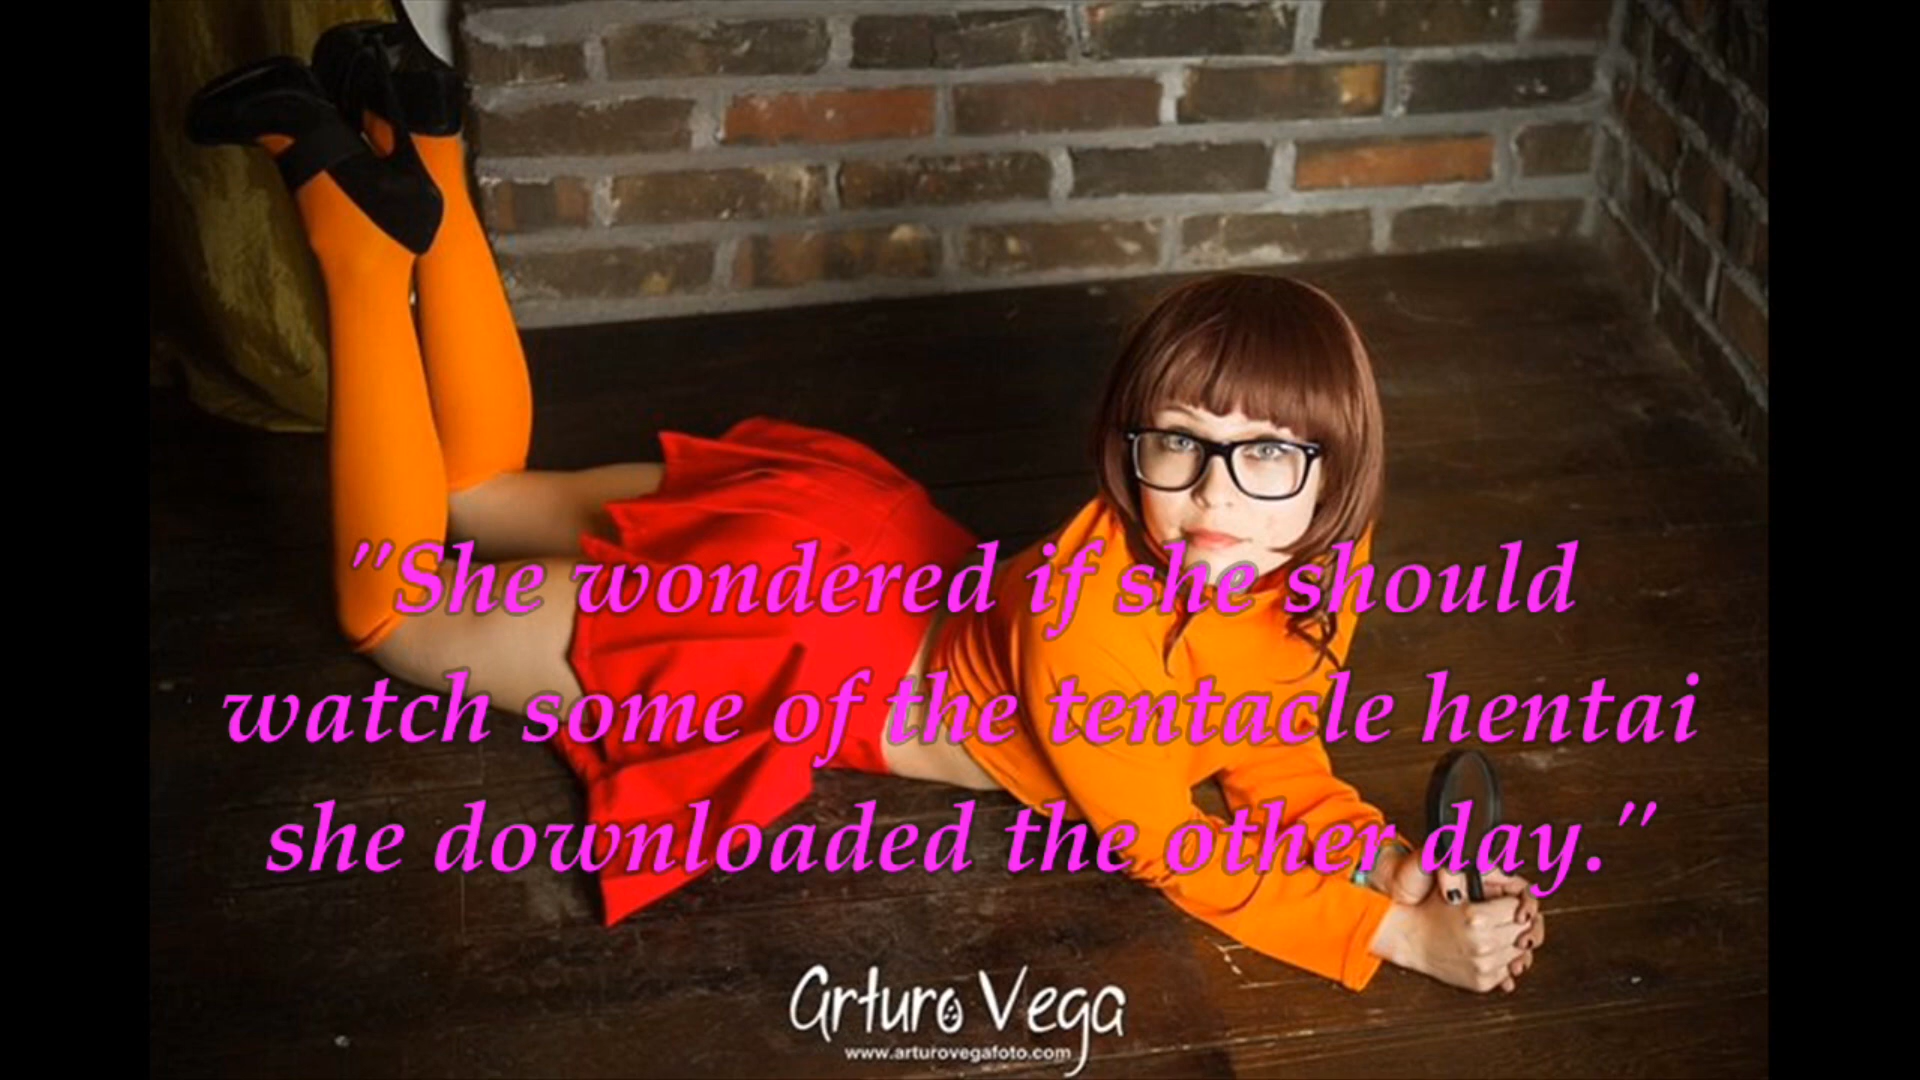 "She wondered if she should
watch some of the tentacle hentai
she downloaded the other day."
Arturo Vega
www.arturovegafoto.com